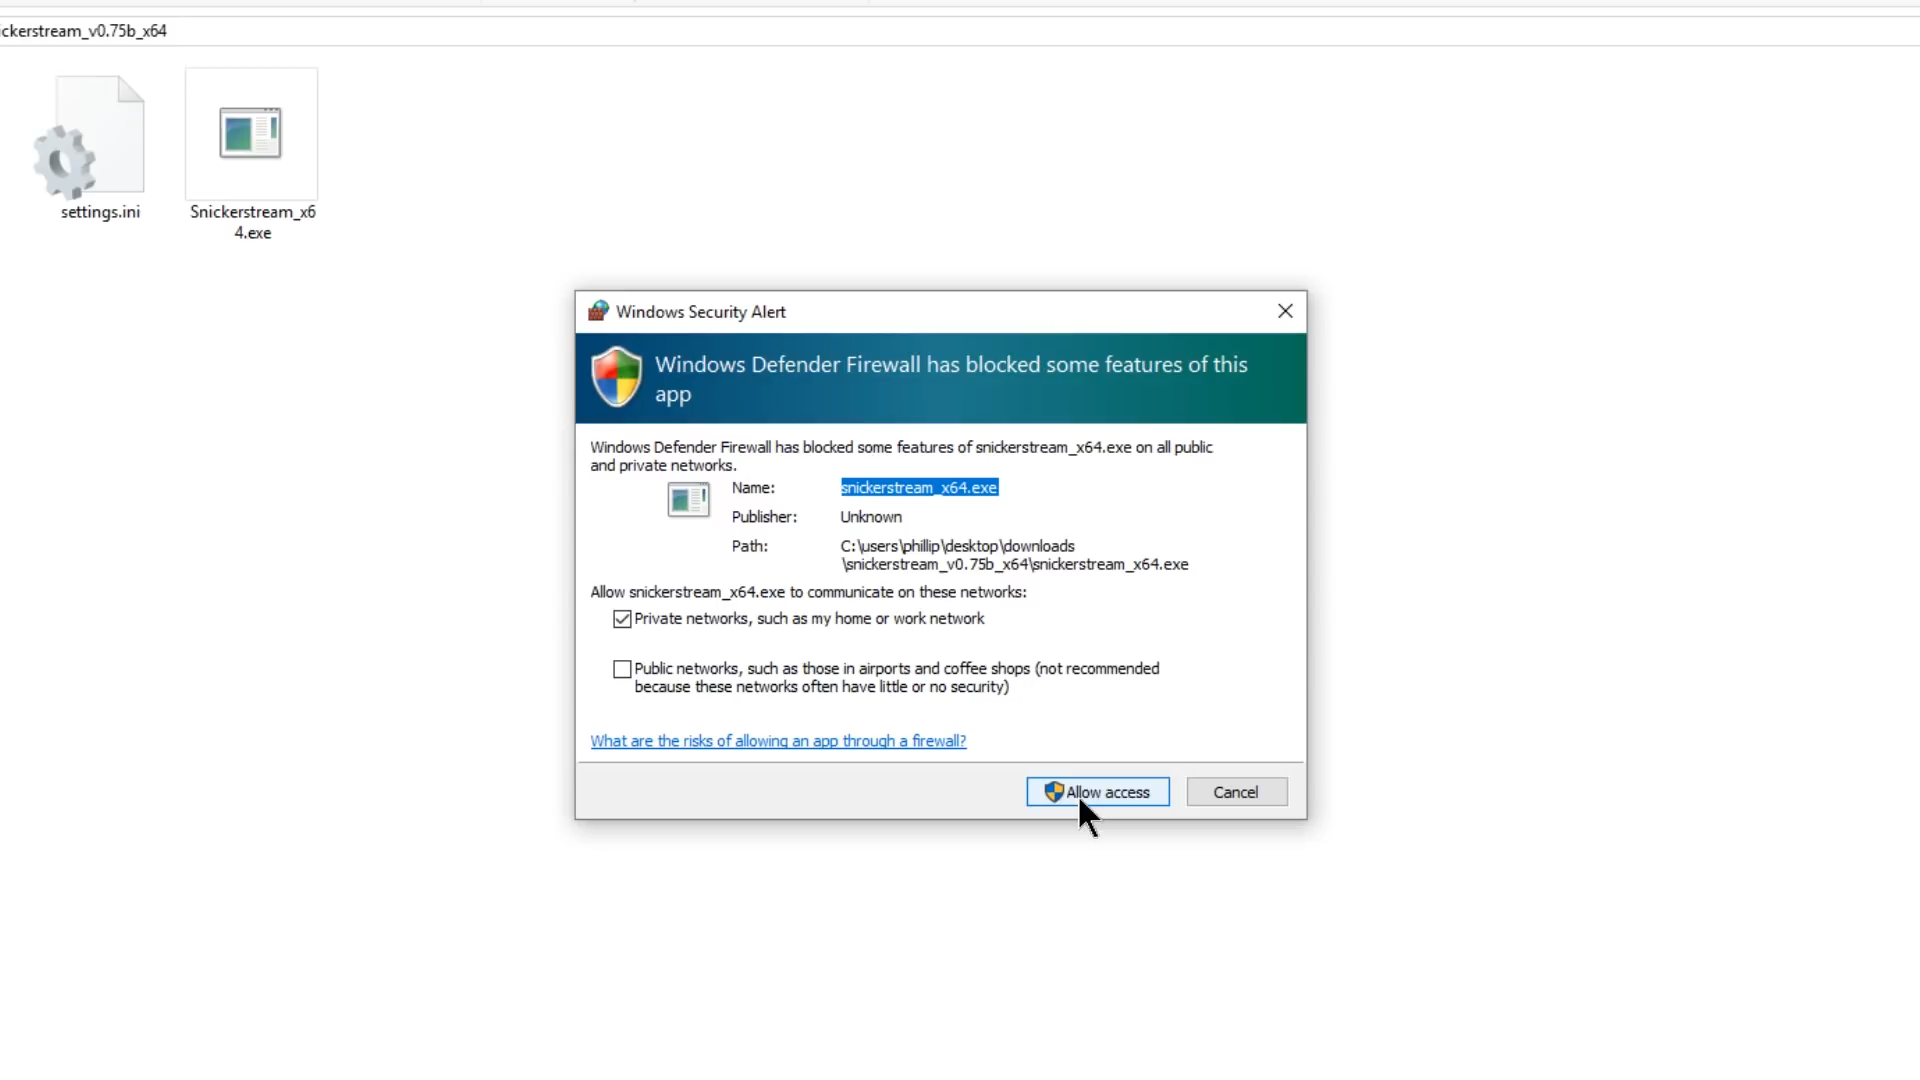 ickerstream_v0.75b_x64
settings.ini
Snickerstream_x6
4.exe
Windows Security Alert
Windows Defender Firewall has blocked some features of this
app
Windows Defender Firewall has blocked some features of snickerstream_x64.exe on all public
and private networks.
Name: snickerstream_x64.exe
Publisher: Unknown
Path: C:\users\phillip\desktop\downloads
\snickerstream_v0.75b_x64\snickerstream_x64.exe
Allow snickerstream_x64.exe to communicate on these networks:
Private networks, such as my home or work network
Public networks, such as those in airports and coffee shops (not recommended
because these networks often have little or no security)
What are the risks of allowing an app through a firewall?
Allow access
Cancel